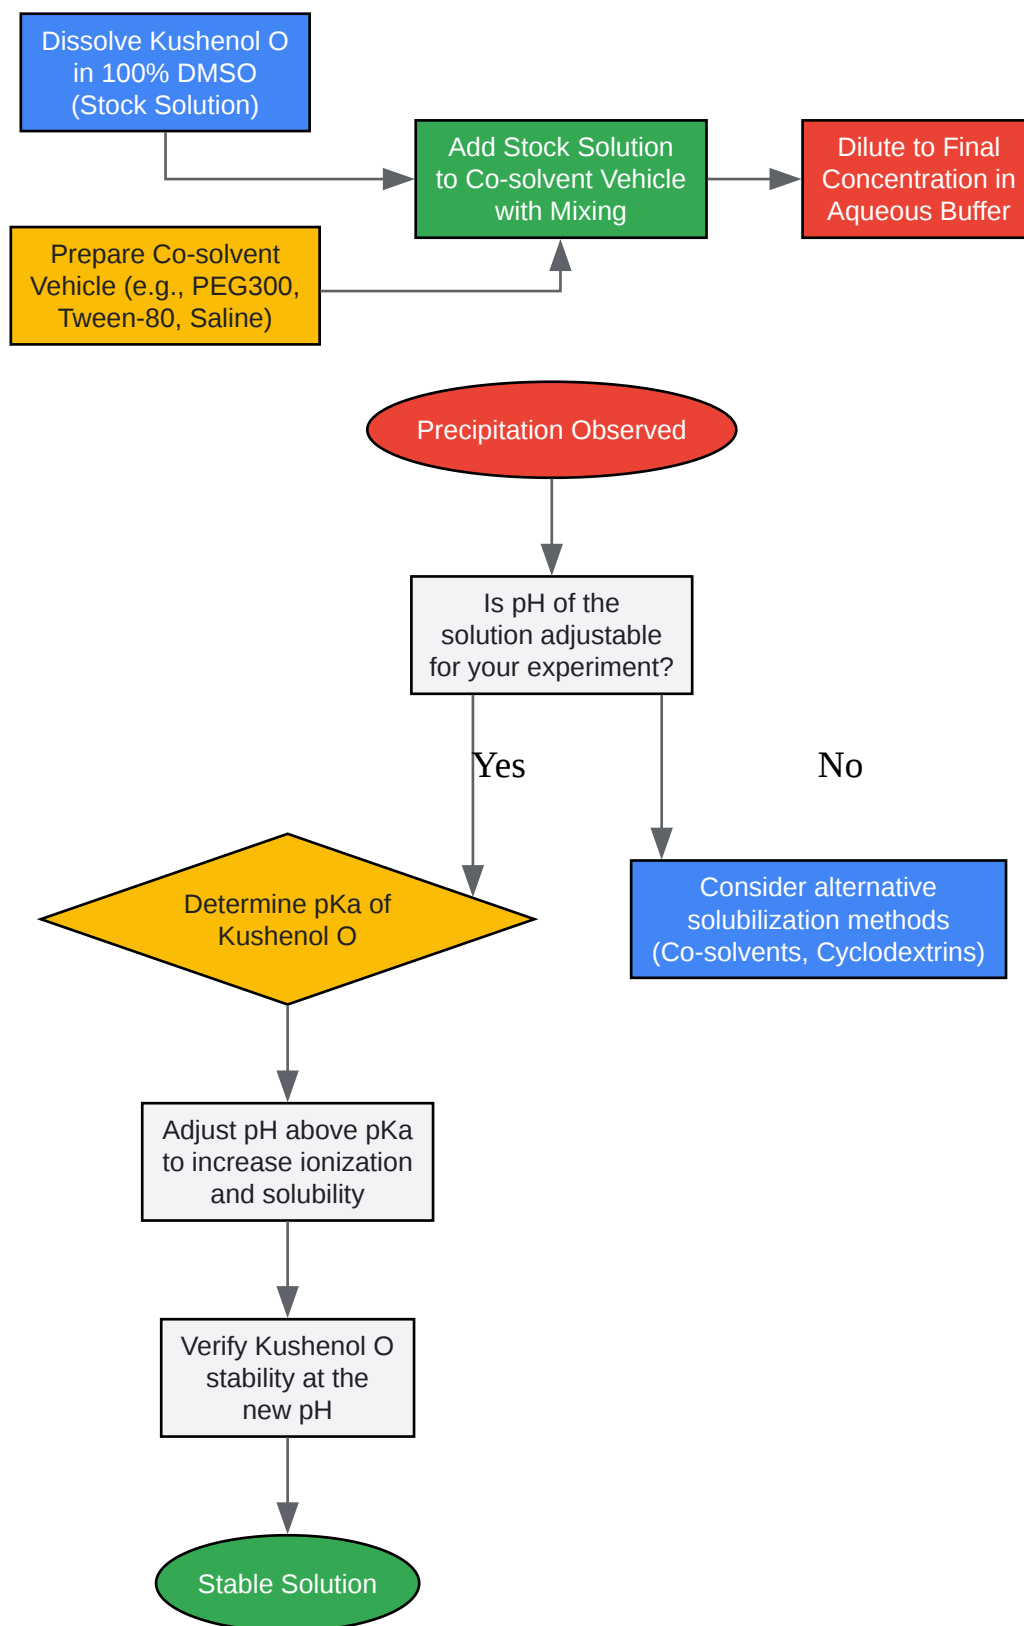 Dissolve Kushenol O
in 100% DMSO
(Stock Solution)
Add Stock Solution
to Co-solvent Vehicle
with Mixing
Dilute to Final
Concentration in
Aqueous Buffer
Prepare Co-solvent
Vehicle (e.g., PEG300,
Tween-80, Saline)
Precipitation Observed
Is pH of the
solution adjustable
for your experiment?
Yes
No
Determine pKa of
Kushenol O
Consider alternative
solubilization methods
(Co-solvents, Cyclodextrins)
Adjust pH above pKa
to increase ionization
and solubility
Verify Kushenol O
stability at the
new pH
Stable Solution